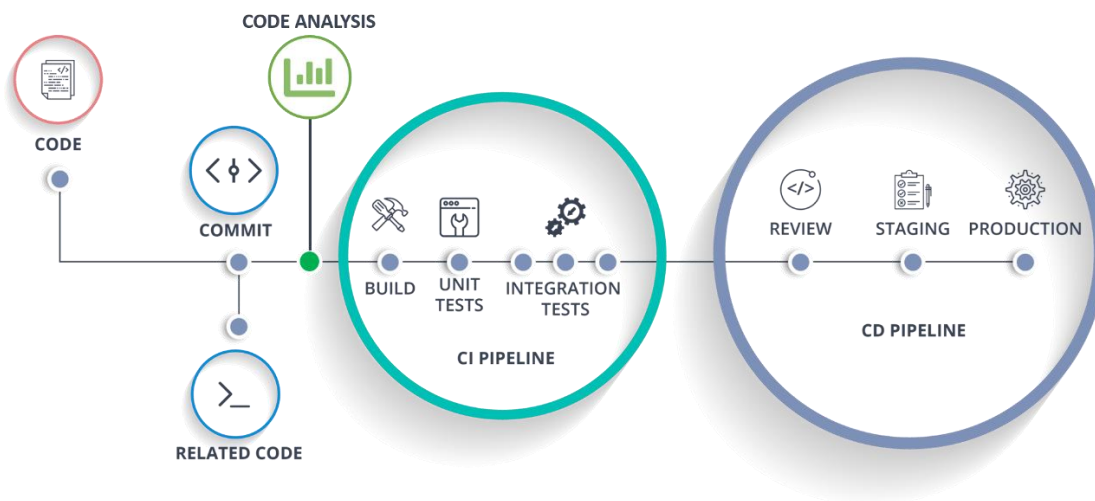 CODE ANALYSIS
CODE
COMMIT
RELATED CODE
BUILD
UNIT
TESTS
INTEGRATION
TESTS
CI PIPELINE
REVIEW
STAGING
PRODUCTION
CD PIPELINE